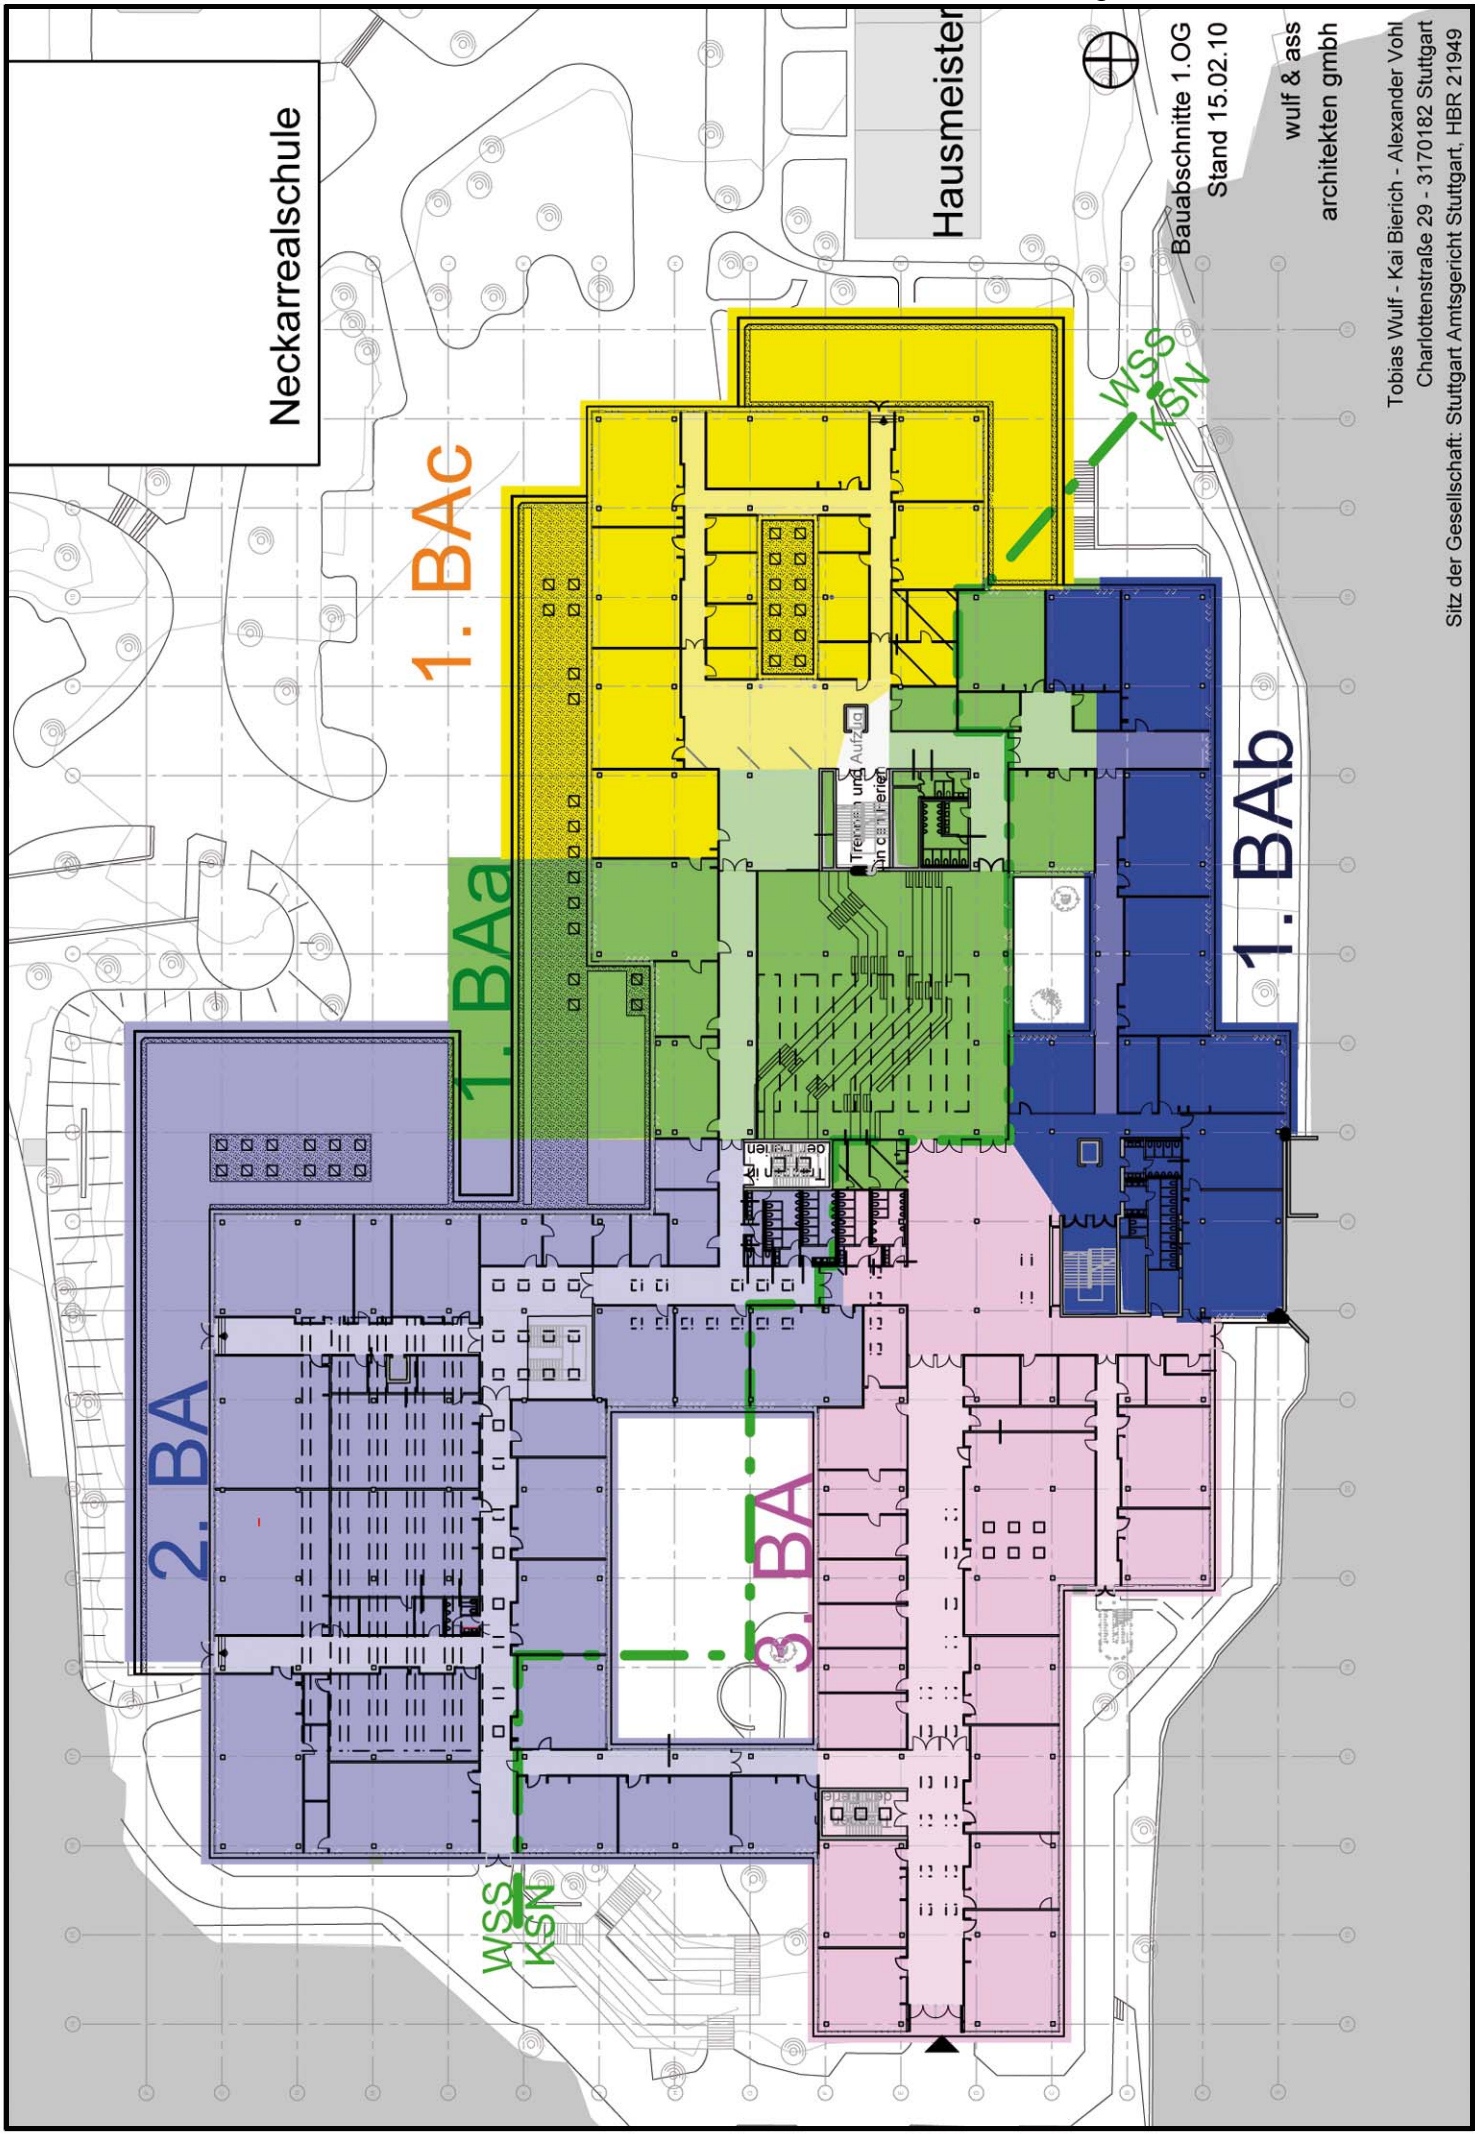 Neckarrealschule
Hausmeister
Bauabschnitte 1.OG
Stand 15.02.10
wulf & ass
architekten gmbh
Tobias Wulf - Kai Bierich - Alexander Vohl
Charlottenstraße 29 - 3170182 Stuttgart
Sitz der Gesellschaft: Stuttgart Amtsgericht Stuttgart, HBR 21949
1. BAc
WSS
KSN
1. BAa
1. BAb
Aufzug
2. BA
3. BA
WSS
KSN